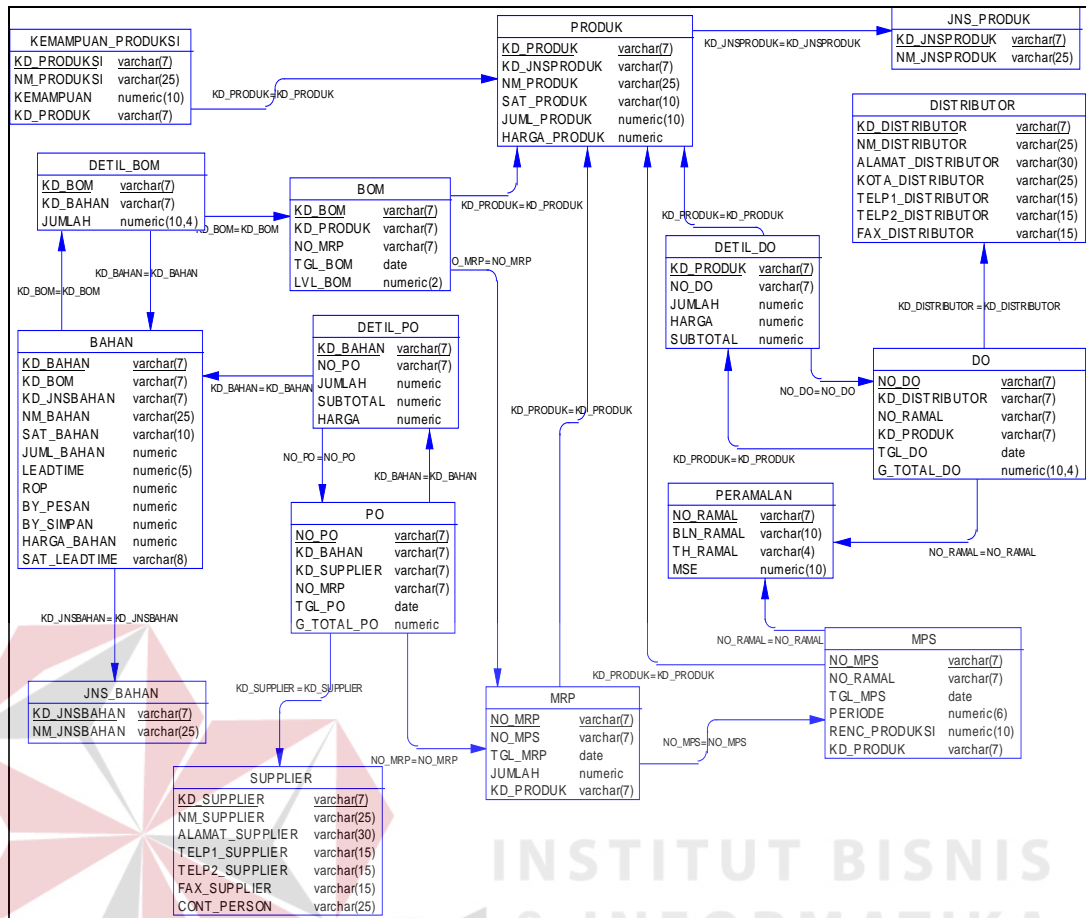 KEMAMPUAN_PRODUKSI
KD_PRODUKSI varchar(7)
NM_PRODUKSI varchar(25)
KEMAMPUAN numeric(10)
KD_PRODUK varchar(7)
KD_PRODUK=KD_PRODUK
PRODUK
KD_PRODUK varchar(7)
KD_JNSPRODUK varchar(7)
NM_PRODUK varchar(25)
SAT_PRODUK varchar(10)
JUML_PRODUK numeric(10)
HARGA_PRODUK numeric
KD_JNSPRODUK=KD_JNSPRODUK
JNS_PRODUK
KD_JNSPRODUK varchar(7)
NM_JNSPRODUK varchar(25)
DISTRIBUTOR
KD_DISTRIBUTOR varchar(7)
NM_DISTRIBUTOR varchar(25)
ALAMAT_DISTRIBUTOR varchar(30)
KOTA_DISTRIBUTOR varchar(25)
TELP1_DISTRIBUTOR varchar(15)
TELP2_DISTRIBUTOR varchar(15)
FAX_DISTRIBUTOR varchar(15)
DETIL_BOM
KD_BOM varchar(7)
KD_BAHAN varchar(7)
JUMLAH numeric(10,4)
KD_BOM=KD_BOM
BOM
KD_BOM varchar(7)
KD_PRODUK varchar(7)
NO_MRP varchar(7)
TGL_BOM date
LVL_BOM numeric(2)
KD_PRODUK=KD_PRODUK
O_MRP=NO_MRP
KD_PRODUK=KD_PRODUK
DETIL_DO
KD_PRODUK varchar(7)
NO_DO varchar(7)
JUMLAH numeric
HARGA numeric
SUBTOTAL numeric
KD_BAHAN=KD_BAHAN
KD_BOM=KD_BOM
KD_DISTRIBUTOR=KD_DISTRIBUTOR
BAHAN
KD_BAHAN varchar(7)
KD_BOM varchar(7)
KD_JNSBAHAN varchar(7)
NM_BAHAN varchar(25)
SAT_BAHAN varchar(10)
JUML_BAHAN numeric
LEADTIME numeric(5)
ROP numeric
BY_PESAN numeric
BY_SIMPAN numeric
HARGA_BAHAN numeric
SAT_LEADTIME varchar(8)
DETIL_PO
KD_BAHAN varchar(7)
NO_PO varchar(7)
JUMLAH numeric
SUBTOTAL numeric
HARGA numeric
KD_BAHAN=KD_BAHAN
NO_PO=NO_PO
KD_BAHAN=KD_BAHAN
KD_PRODUK=KD_PRODUK
NO_DO=NO_DO
DO
NO_DO varchar(7)
KD_DISTRIBUTOR varchar(7)
NO_RAMAL varchar(7)
KD_PRODUK varchar(7)
TGL_DO date
G_TOTAL_DO numeric(10,4)
KD_PRODUK=KD_PRODUK
PERAMALAN
NO_RAMAL varchar(7)
BLN_RAMAL varchar(10)
TH_RAMAL varchar(4)
MSE numeric(10)
NO_RAMAL=NO_RAMAL
PO
NO_PO varchar(7)
KD_BAHAN varchar(7)
KD_SUPPLIER varchar(7)
NO_MRP varchar(7)
TGL_PO date
G_TOTAL_PO numeric
KD_JNSBAHAN=KD_JNSBAHAN
JNS_BAHAN
KD_JNSBAHAN varchar(7)
NM_JNSBAHAN varchar(25)
KD_SUPPLIER=KD_SUPPLIER
NO_MRP=NO_MRP
NO_RAMAL=NO_RAMAL
KD_PRODUK=KD_PRODUK
MPS
NO_MPS varchar(7)
NO_RAMAL varchar(7)
TGL_MPS date
PERIODE numeric(6)
RENC_PRODUKSI numeric(10)
KD_PRODUK varchar(7)
MRP
NO_MRP varchar(7)
NO_MPS varchar(7)
TGL_MRP date
JUMLAH numeric
KD_PRODUK varchar(7)
NO_MPS=NO_MPS
SUPPLIER
KD_SUPPLIER varchar(7)
NM_SUPPLIER varchar(25)
ALAMAT_SUPPLIER varchar(30)
TELP1_SUPPLIER varchar(15)
TELP2_SUPPLIER varchar(15)
FAX_SUPPLIER varchar(15)
CONT_PERSON varchar(25)
INSTITUT BISNIS
& INFORMATIKA